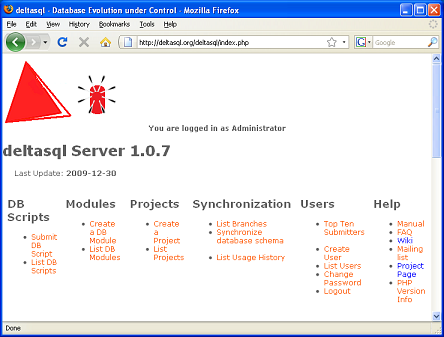 deltasql - Database Evolution under Control - Mozilla Firefox
File Edit View History Bookmarks Tools Help
http://deltasql.org/deltasql/index.php
Google
You are logged in as Administrator
deltasql Server 1.0.7
Last Update: 2009-12-30
DB
Scripts
Submit
DB
Script
List DB
Scripts
Modules
Create
a DB
Module
List DB
Modules
Projects
Create
a
Project
List
Projects
Synchronization
List Branches
Synchronize
database schema
List Usage History
Users
Top Ten
Submitters
Create
User
List Users
Change
Password
Logout
Help
Manual
FAQ
Wiki
Mailing
list
Project
Page
PHP
Version
Info
Done